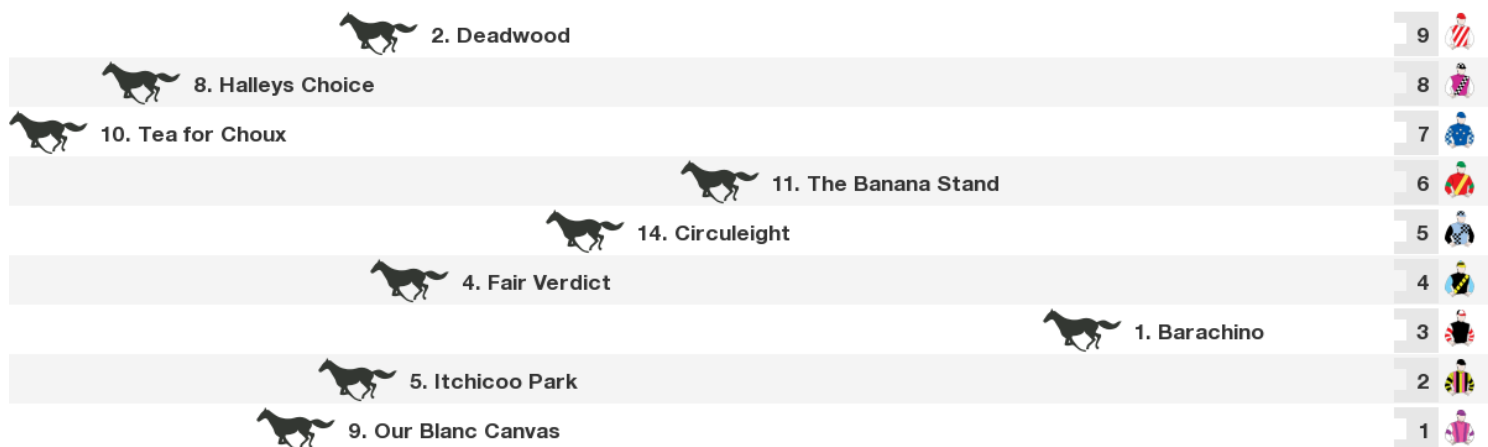 2. Deadwood 9
8. Halleys Choice 8
10. Tea for Choux 7
11. The Banana Stand 6
14. Circuleight 5
4. Fair Verdict 4
1. Barachino 3
5. Itchicoo Park 2
9. Our Blanc Canvas 1